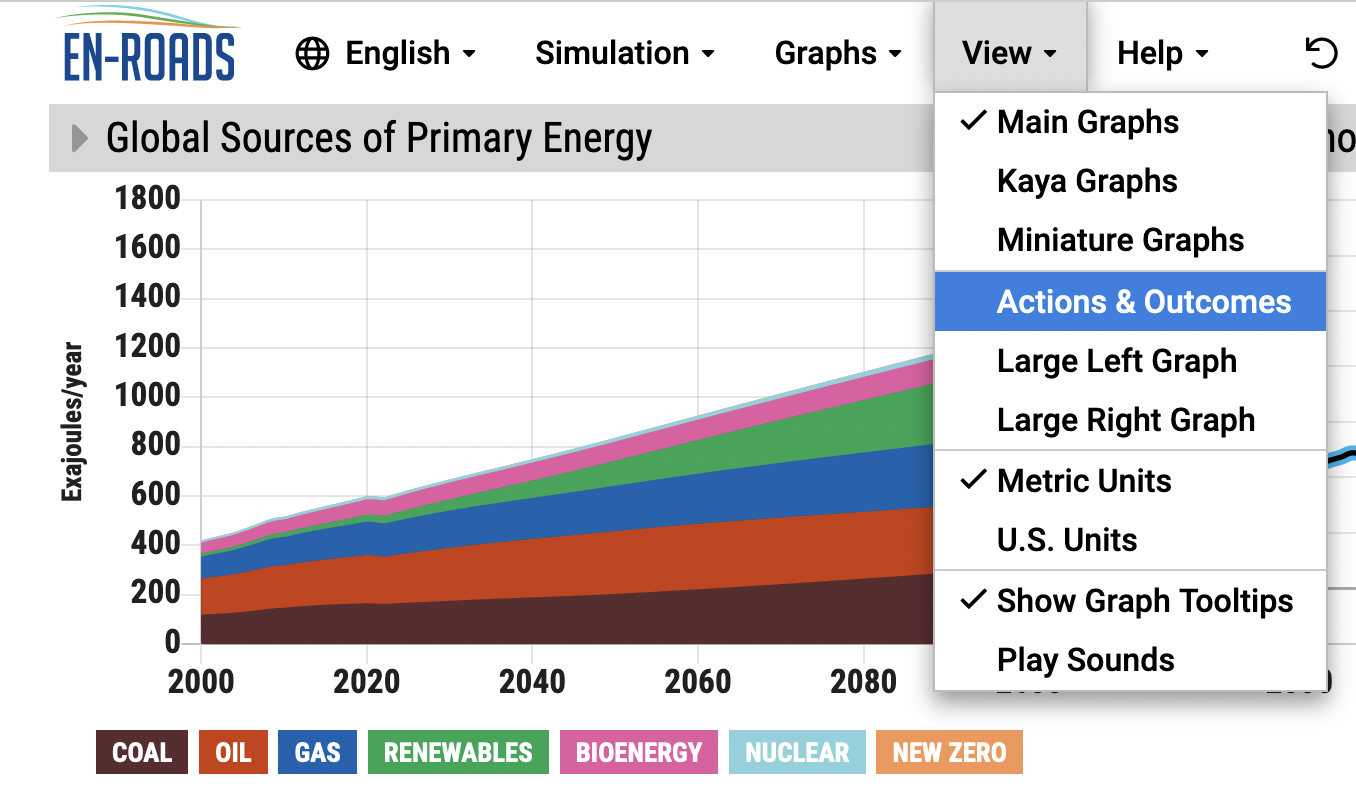 EN-ROADS
English
Simulation
Graphs
View
Help
Global Sources of Primary Energy
Main Graphs
Kaya Graphs
Miniature Graphs
Actions & Outcomes
Large Left Graph
Large Right Graph
Metric Units
U.S. Units
Show Graph Tooltips
Play Sounds
Exajoules/year
1800
1600
1400
1200
1000
800
600
400
200
0
2000 2020 2040 2060 2080
COAL OIL GAS RENEWABLES BIOENERGY NUCLEAR NEW ZERO